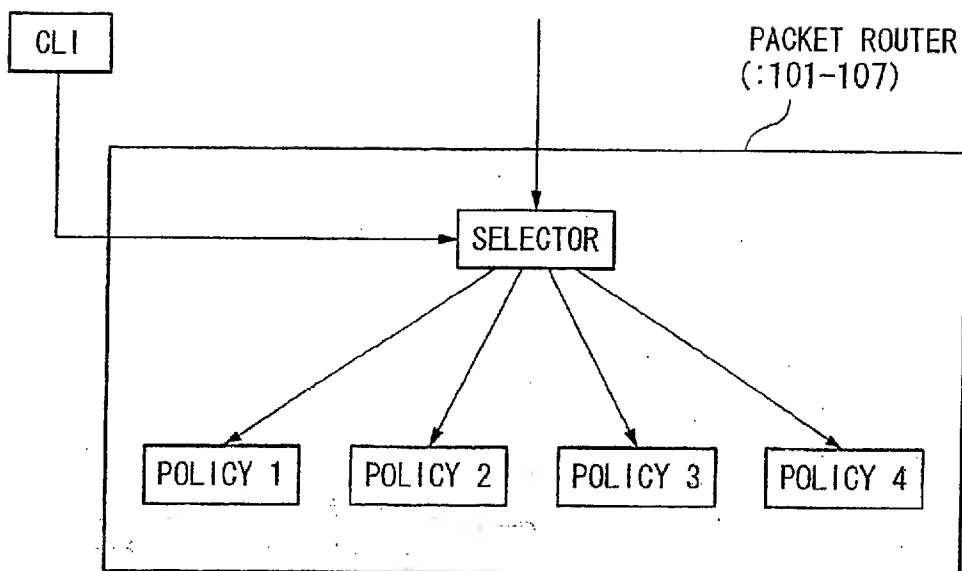 CLI
PACKET ROUTER
(:101-107)
SELECTOR
POLICY 1
POLICY 2
POLICY 3
POLICY 4